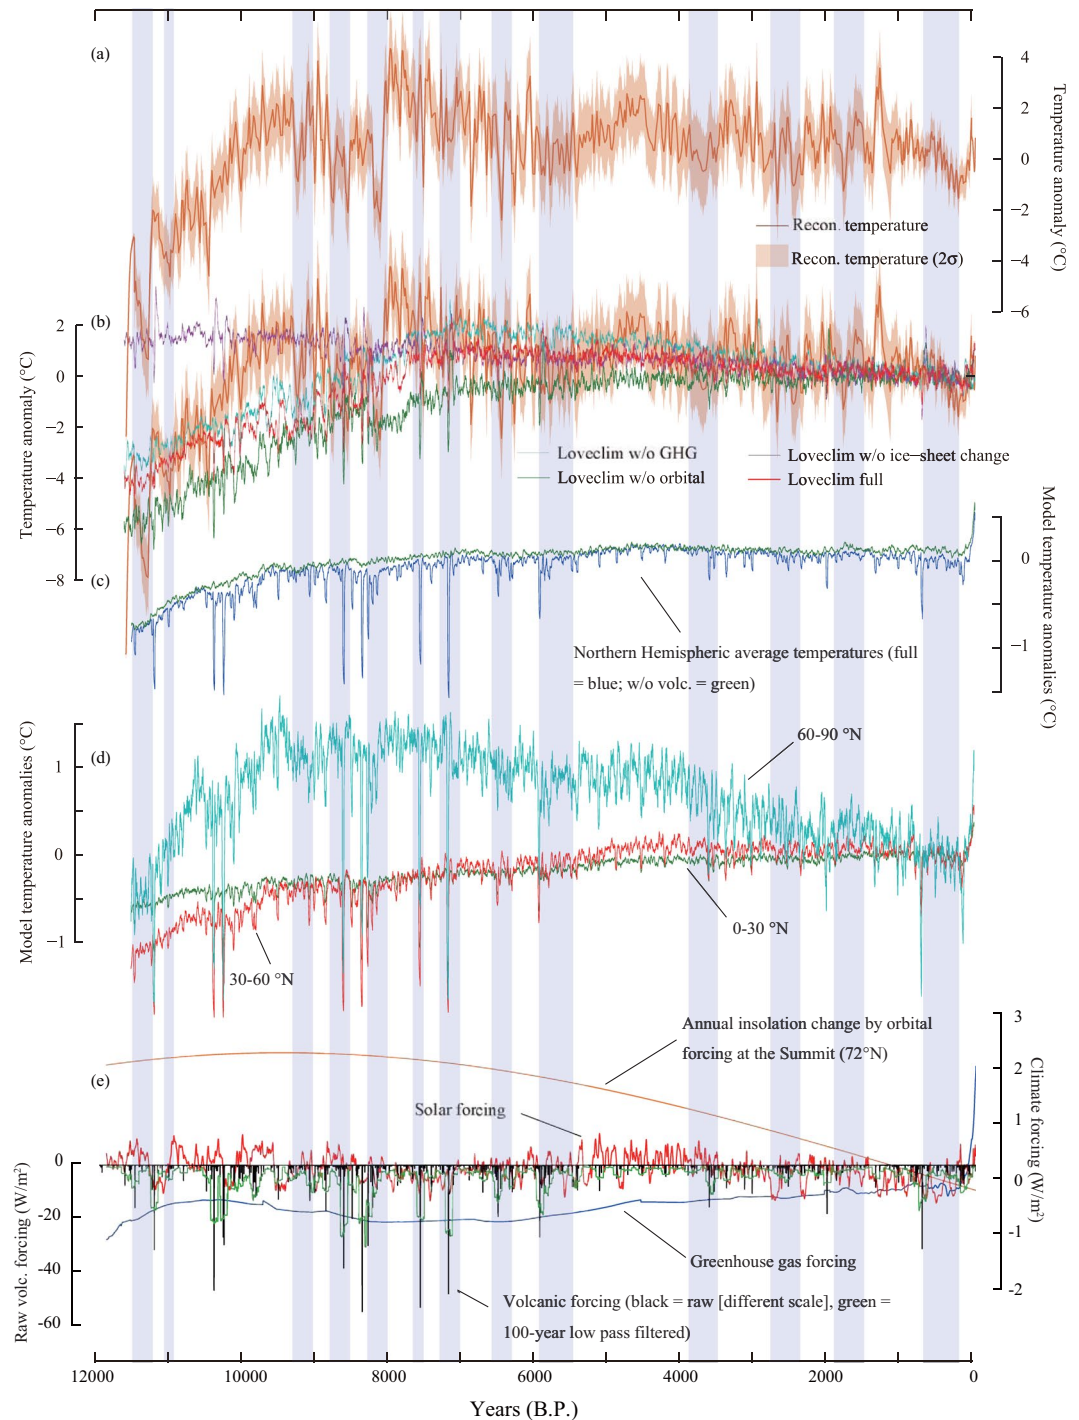 (a)
4
2
0
−2
−4
−6
Temperature anomaly (°C)
Recon. temperature
Recon. temperature (2σ)
(b)
2
0
−2
−4
−6
−8
Temperature anomaly (°C)
Loveclim w/o GHG
Loveclim w/o orbital
Loveclim w/o ice−sheet change
Loveclim full
(c)
0
−1
Model temperature anomalies (°C)
Northern Hemispheric average temperatures (full
= blue; w/o volc. = green)
(d)
1
0
−1
Model temperature anomalies (°C)
60-90 °N
0-30 °N
30-60 °N
Annual insolation change by orbital
forcing at the Summit (72°N)
(e)
Solar forcing
3
2
1
0
-1
-2
Climate forcing (W/m²)
0
-20
-40
-60
Raw volc. forcing (W/m²)
Greenhouse gas forcing
Volcanic forcing (black = raw [different scale], green =
100-year low pass filtered)
12000
10000
8000
6000
4000
2000
0
Years (B.P.)